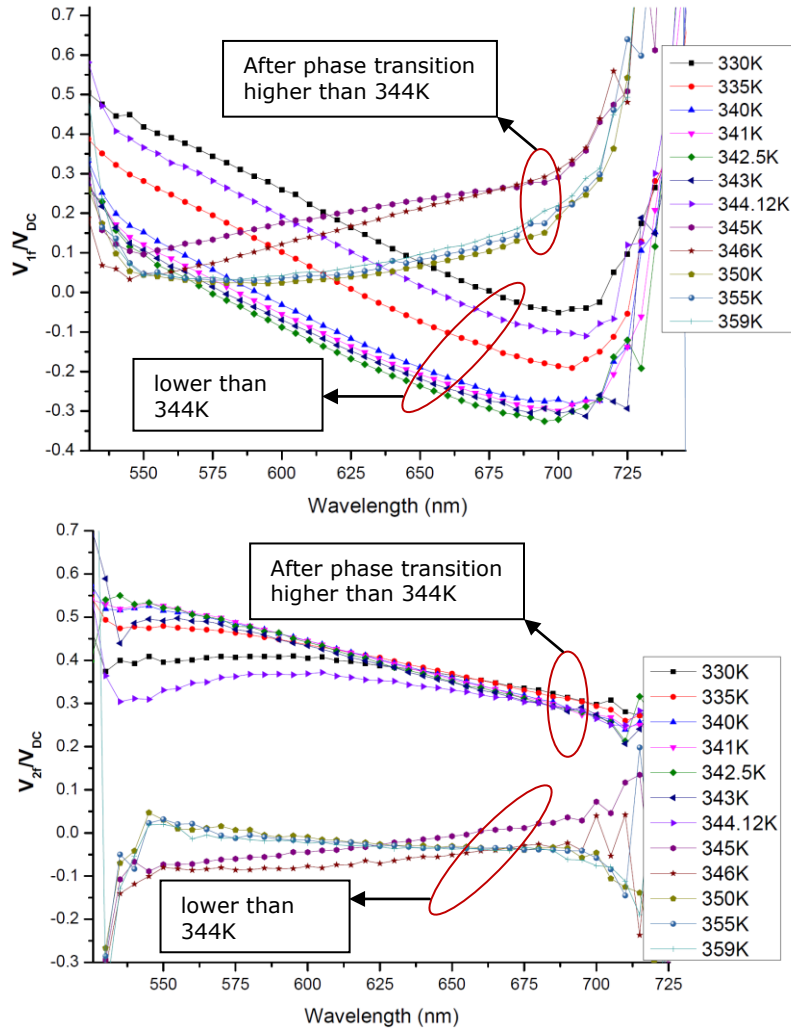 0.7
0.6
0.5
0.4
0.3
0.2
0.1
0.0
-0.1
-0.2
-0.3
-0.4
V1f/VDC
After phase transition
higher than 344K
lower than
344K
330K
335K
340K
341K
342.5K
343K
344.12K
345K
346K
350K
355K
359K
550 575 600 625 650 675 700 725
Wavelength (nm)
0.7
0.6
0.5
0.4
0.3
0.2
0.1
0.0
-0.1
-0.2
-0.3
V2f/VDC
After phase transition
higher than 344K
lower than
344K
330K
335K
340K
341K
342.5K
343K
344.12K
345K
346K
350K
355K
359K
550 575 600 625 650 675 700 725
Wavelength (nm)